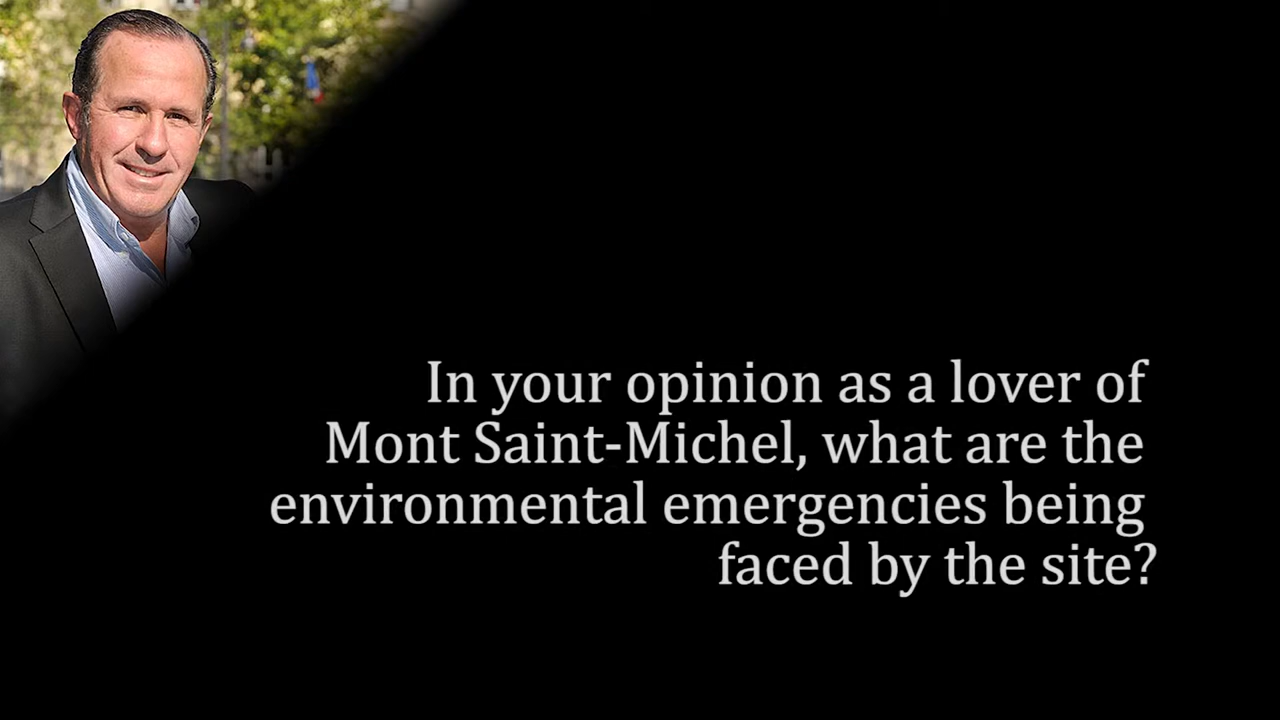 In your opinion as a lover of
Mont Saint-Michel, what are the
environmental emergencies being
faced by the site?